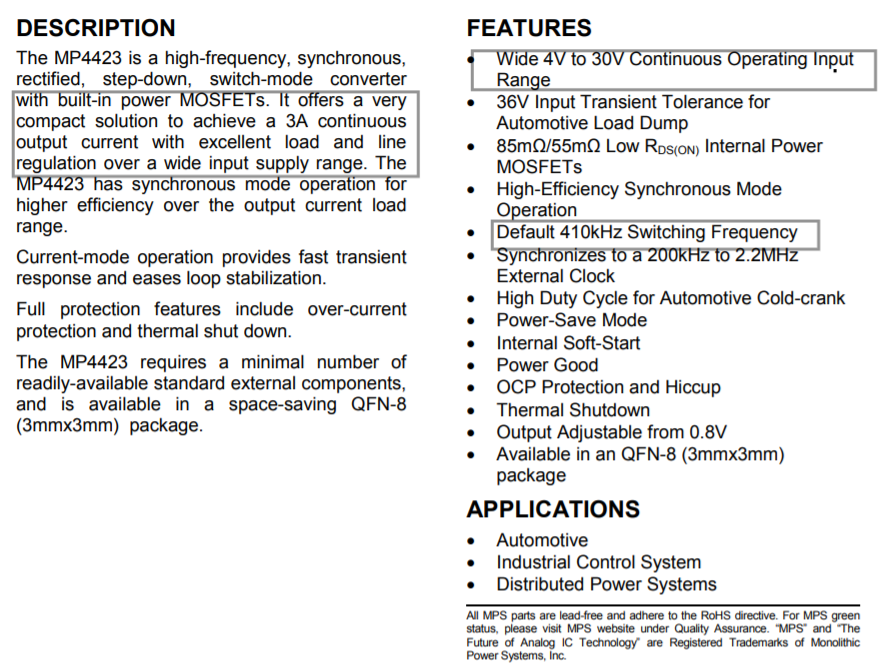 DESCRIPTION
The MP4423 is a high-frequency, synchronous,
rectified, step-down, switch-mode converter
with built-in power MOSFETs. It offers a very
compact solution to achieve a 3A continuous
output current with excellent load and line
regulation over a wide input supply range. The
MP4423 has synchronous mode operation for
higher efficiency over the output current load
range.
Current-mode operation provides fast transient
response and eases loop stabilization.
Full protection features include over-current
protection and thermal shut down.
The MP4423 requires a minimal number of
readily-available standard external components,
and is available in a space-saving QFN-8
(3mmx3mm) package.
FEATURES
• Wide 4V to 30V Continuous Operating Input
Range
• 36V Input Transient Tolerance for
Automotive Load Dump
• 85mΩ/55mΩ Low RDS(ON) Internal Power
MOSFETs
• High-Efficiency Synchronous Mode
Operation
• Default 410kHz Switching Frequency
• Synchronizes to a 200kHz to 2.2MHz
External Clock
• High Duty Cycle for Automotive Cold-crank
• Power-Save Mode
• Internal Soft-Start
• Power Good
• OCP Protection and Hiccup
• Thermal Shutdown
• Output Adjustable from 0.8V
• Available in an QFN-8 (3mmx3mm)
package
APPLICATIONS
• Automotive
• Industrial Control System
• Distributed Power Systems
All MPS parts are lead-free and adhere to the RoHS directive. For MPS green
status, please visit MPS website under Quality Assurance. "MPS" and "The
Future of Analog IC Technology" are Registered Trademarks of Monolithic
Power Systems, Inc.